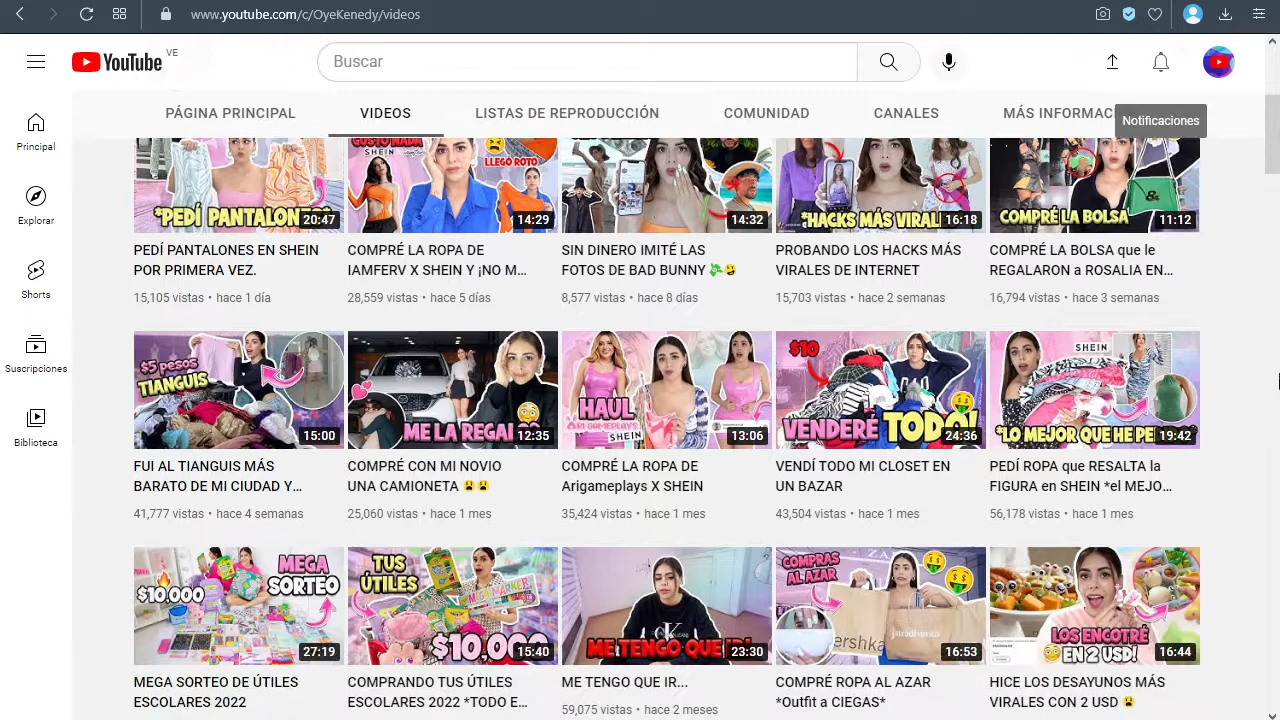 www.youtube.com/c/OyeKenedy/videos
YouTube VE
Buscar
PÁGINA PRINCIPAL VIDEOS LISTAS DE REPRODUCCIÓN COMUNIDAD CANALES MÁS INFORMAC
Notificaciones
Principal
Explorar
Shorts
Suscripciones
Biblioteca
*PEDÍ PANTALON
20:47
PEDÍ PANTALONES EN SHEIN
POR PRIMERA VEZ.
15,105 vistas • hace 1 día
GUSTO NADA
SHEIN
LLEGÓ ROTO
14:29
COMPRÉ LA ROPA DE
IAMFERV X SHEIN Y ¡NO M...
28,559 vistas • hace 5 días
14:32
SIN DINERO IMITÉ LAS
FOTOS DE BAD BUNNY
8,577 vistas • hace 8 días
*HACKS MÁS VIRAL
16:18
PROBANDO LOS HACKS MÁS
VIRALES DE INTERNET
15,703 vistas • hace 2 semanas
COMPRÉ LA BOLSA
11:12
COMPRÉ LA BOLSA que le
REGALARON a ROSALIA EN...
16,794 vistas • hace 3 semanas
$5 pesos
TIANGUIS
15:00
FUI AL TIANGUIS MÁS
BARATO DE MI CIUDAD Y...
41,777 vistas • hace 4 semanas
ME LA REGA
12:35
COMPRÉ CON MI NOVIO
UNA CAMIONETA 😩😩
25,060 vistas • hace 1 mes
HAUL
ARIGAMEPLAYS
SHEIN
13:06
COMPRÉ LA ROPA DE
Arigameplays X SHEIN
35,424 vistas • hace 1 mes
$10
VENDERÉ TODO!
24:36
VENDÍ TODO MI CLOSET EN
UN BAZAR
43,504 vistas • hace 1 mes
SHEIN
*LO MEJOR QUE HE PE
19:42
PEDÍ ROPA que RESALTA la
FIGURA en SHEIN *el MEJO...
56,178 vistas • hace 1 mes
$10,000
MEGA
SORTEO
27:19
MEGA SORTEO DE ÚTILES
ESCOLARES 2022
TUS
ÚTILES
$10,000
15:40
COMPRANDO TUS ÚTILES
ESCOLARES 2022 *TODO E...
ME TENGO QUE IR!
23:30
ME TENGO QUE IR...
59,075 vistas • hace 2 meses
COMPRAS
AL AZAR
ZA
ershka
stradivarius
16:53
COMPRÉ ROPA AL AZAR
*Outfit a CIEGAS*
LOS ENCOTRÉ
EN 2 USD!
16:44
HICE LOS DESAYUNOS MÁS
VIRALES CON 2 USD 😩